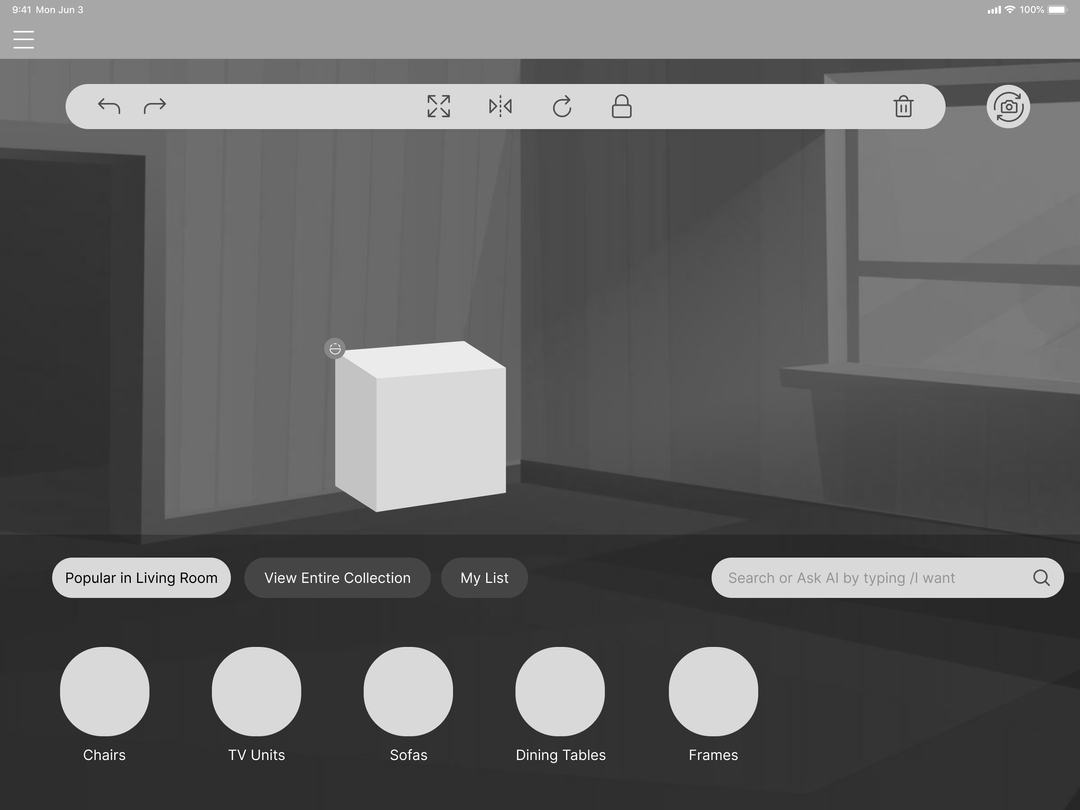 9:41 Mon Jun 3
100%
Popular in Living Room
View Entire Collection
My List
Search or Ask AI by typing /I want
Chairs
TV Units
Sofas
Dining Tables
Frames